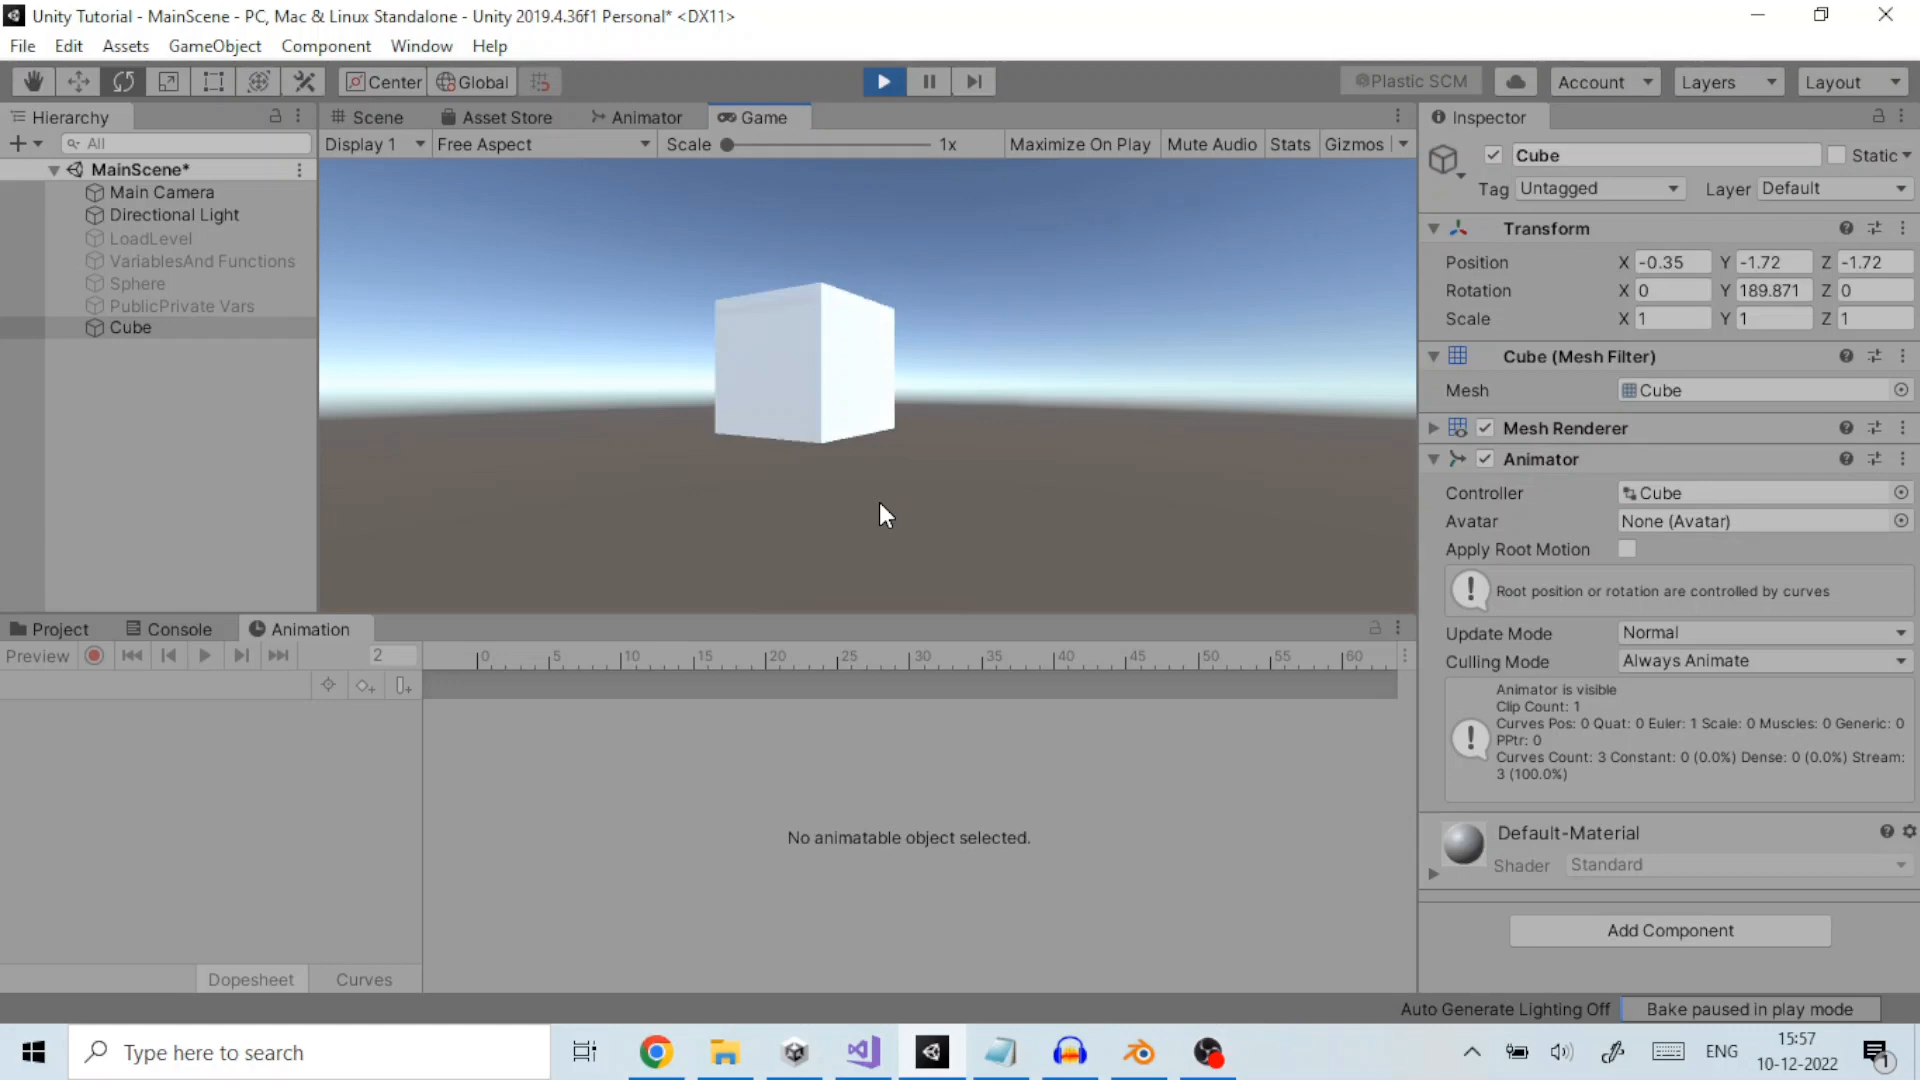 Unity Tutorial - MainScene - PC, Mac & Linux Standalone - Unity 2019.4.36f1 Personal* <DX11>
File Edit Assets GameObject Component Window Help
Center Global Plastic SCM Account Layers Layout
Hierarchy Scene Asset Store Animator Game Inspector
All Display 1 Free Aspect Scale 1x Maximize On Play Mute Audio Stats Gizmos
Cube Static
Tag Untagged Layer Default
MainScene*
Main Camera
Directional Light
LoadLevel
VariablesAnd Functions
Sphere
PublicPrivate Vars
Cube
Transform
Position X -0.35 Y -1.72 Z -1.72
Rotation X 0 Y 189.871 Z 0
Scale X 1 Y 1 Z 1
Cube (Mesh Filter)
Mesh Cube
Mesh Renderer
Animator
Controller Cube
Avatar None (Avatar)
Apply Root Motion
Root position or rotation are controlled by curves
Update Mode Normal
Culling Mode Always Animate
Animator is visible
Clip Count: 1
Curves Pos: 0 Quat: 0 Euler: 1 Scale: 0 Muscles: 0 Generic: 0
PPtr: 0
Curves Count: 3 Constant: 0 (0.0%) Dense: 0 (0.0%) Stream:
3 (100.0%)
Default-Material
Shader Standard
Add Component
Project Console Animation
Preview 2 0 5 10 15 20 25 30 35 40 45 50 55 60
No animatable object selected.
Dopesheet Curves
Auto Generate Lighting Off Bake paused in play mode
Type here to search
ENG
15:57
10-12-2022
1